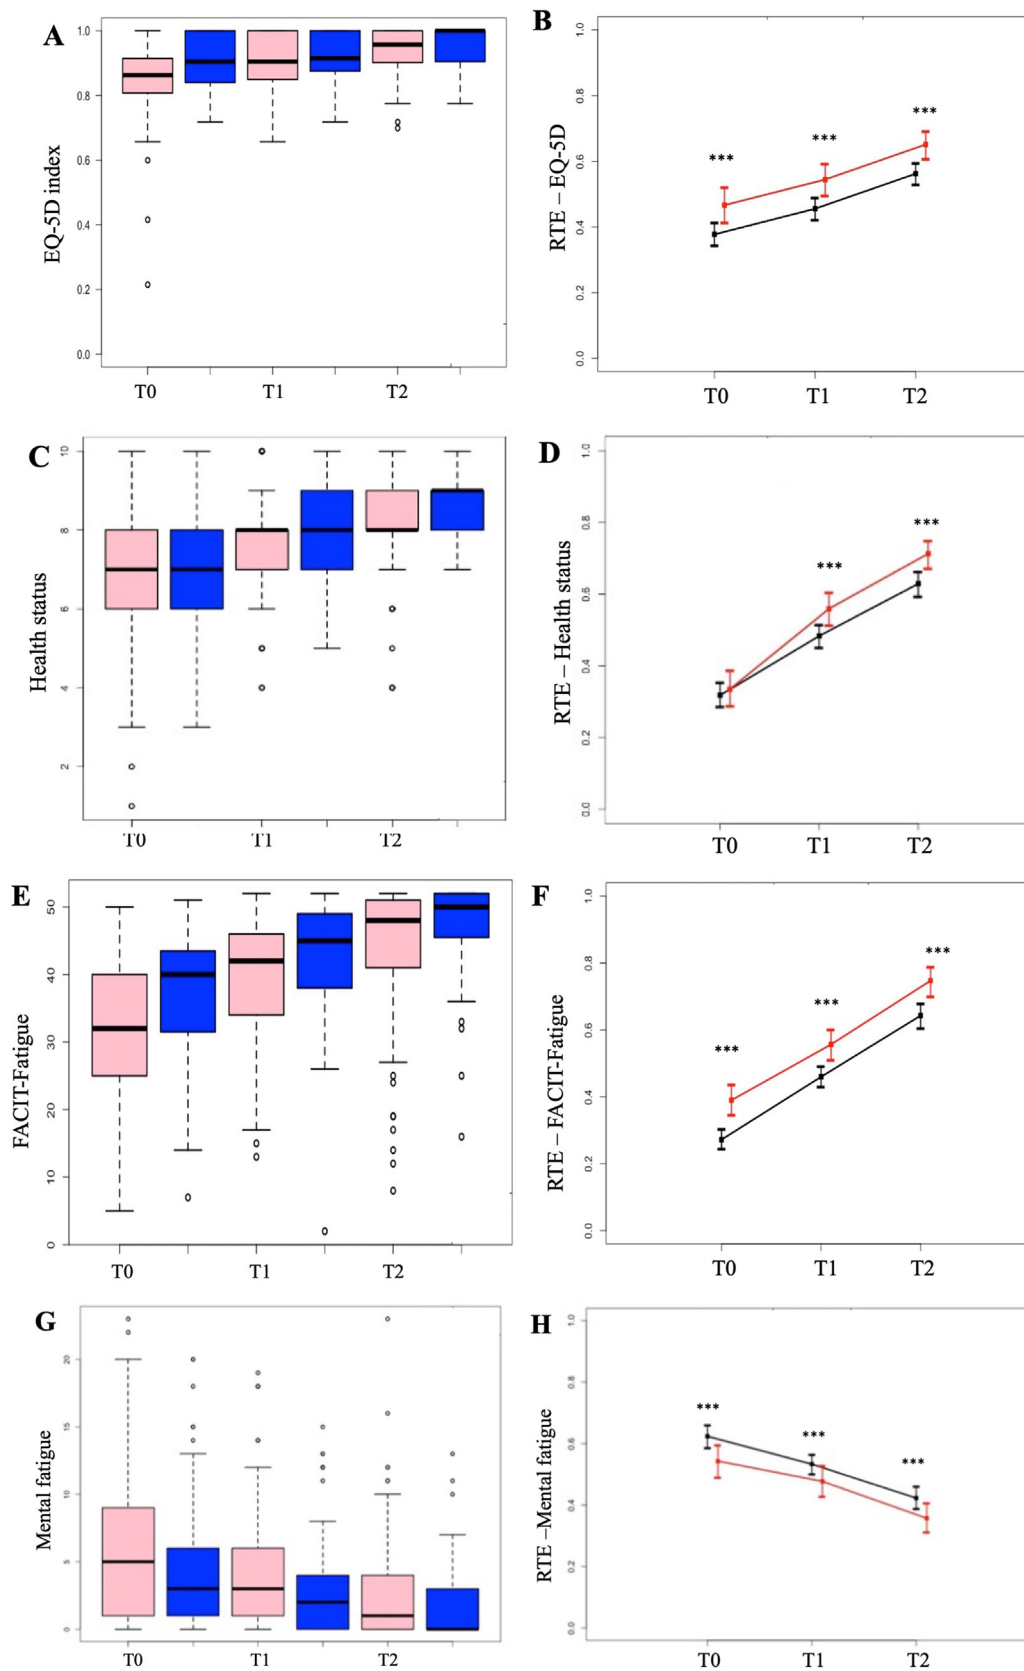 A
EQ-5D index
1.0
0.8
0.6
0.4
0.2
0.0
T0 T1 T2
B
RTE – EQ-5D
1.0
0.8
0.6
0.4
0.2
0.0
*** *** ***
T0 T1 T2
C
Health status
10
8
6
4
2
T0 T1 T2
D
RTE – Health status
1.0
0.8
0.6
0.4
0.2
0.0
*** ***
T0 T1 T2
E
FACIT-Fatigue
50
40
30
20
10
0
T0 T1 T2
F
RTE – FACIT-Fatigue
1.0
0.8
0.6
0.4
0.2
0.0
*** *** ***
T0 T1 T2
G
Mental fatigue
20
15
10
5
0
T0 T1 T2
H
RTE –Mental fatigue
1.0
0.8
0.6
0.4
0.2
0.0
*** *** ***
T0 T1 T2